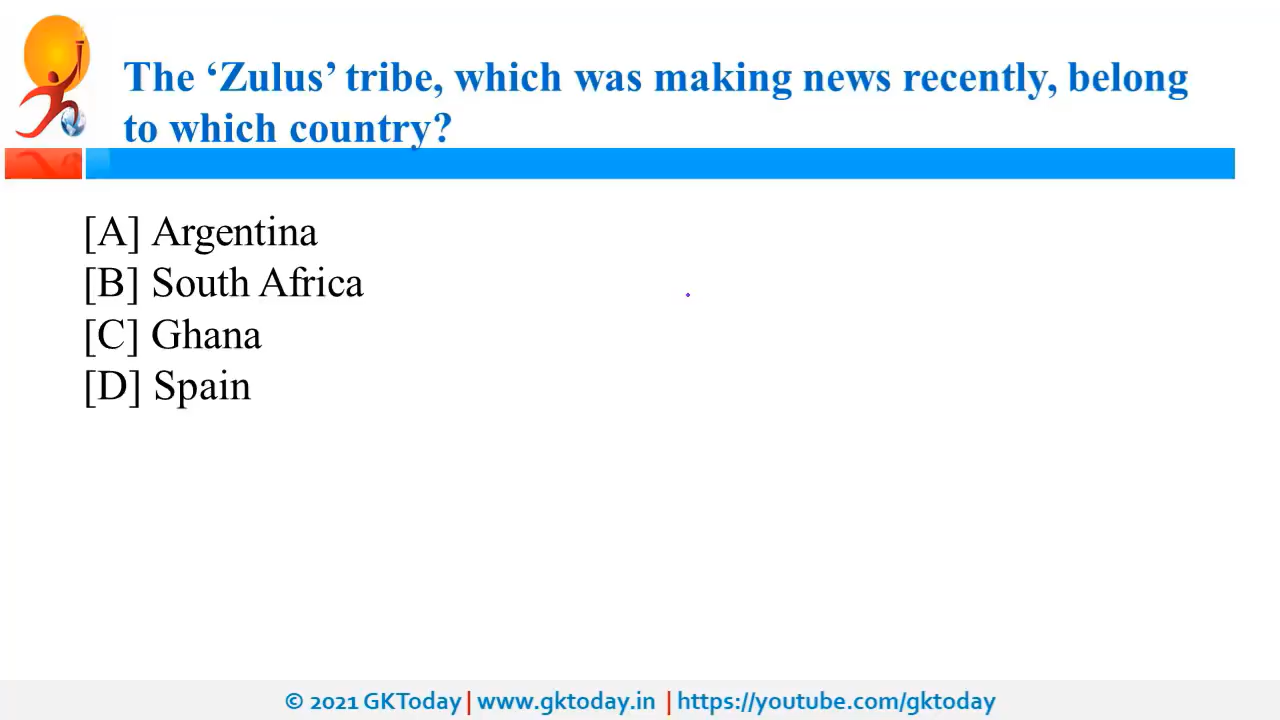 The ‘Zulus’ tribe, which was making news recently, belong
to which country?
[A] Argentina
[B] South Africa
[C] Ghana
[D] Spain
© 2021 GKToday | www.gktoday.in | https://youtube.com/gktoday